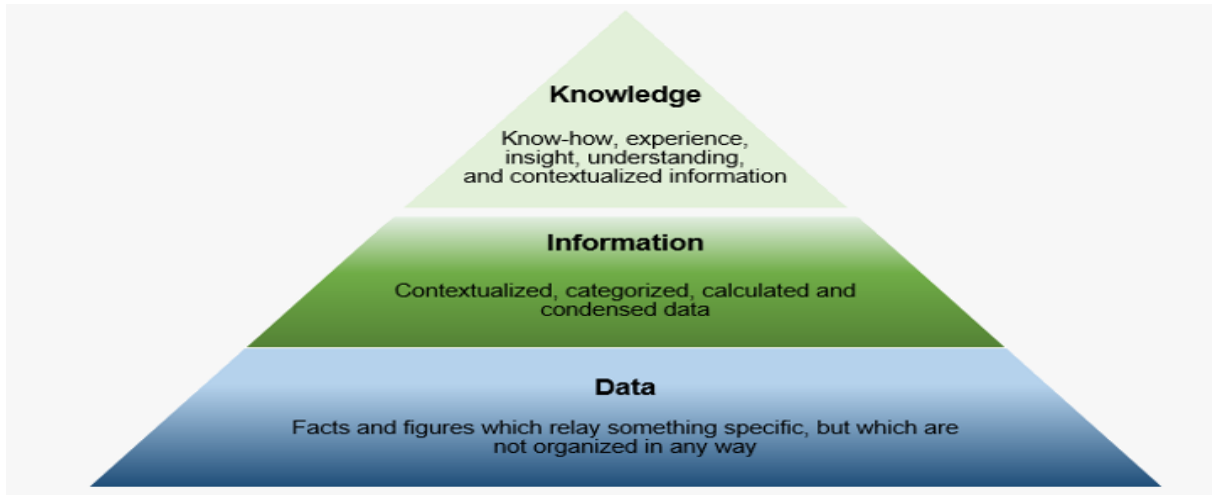 Knowledge
Know-how, experience,
insight, understanding,
and contextualized information
Information
Contextualized, categorized, calculated and
condensed data
Data
Facts and figures which relay something specific, but which are
not organized in any way